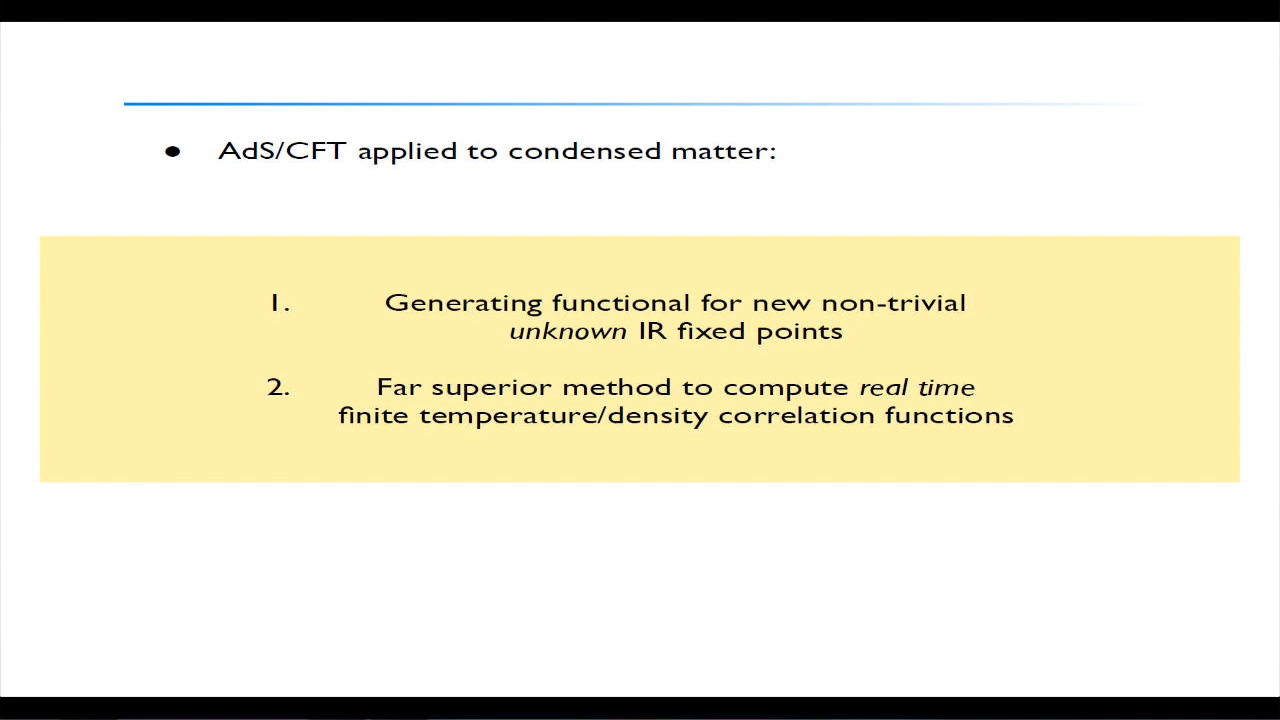 ● AdS/CFT applied to condensed matter:
1. Generating functional for new non-trivial
unknown IR fixed points
2. Far superior method to compute real time
finite temperature/density correlation functions